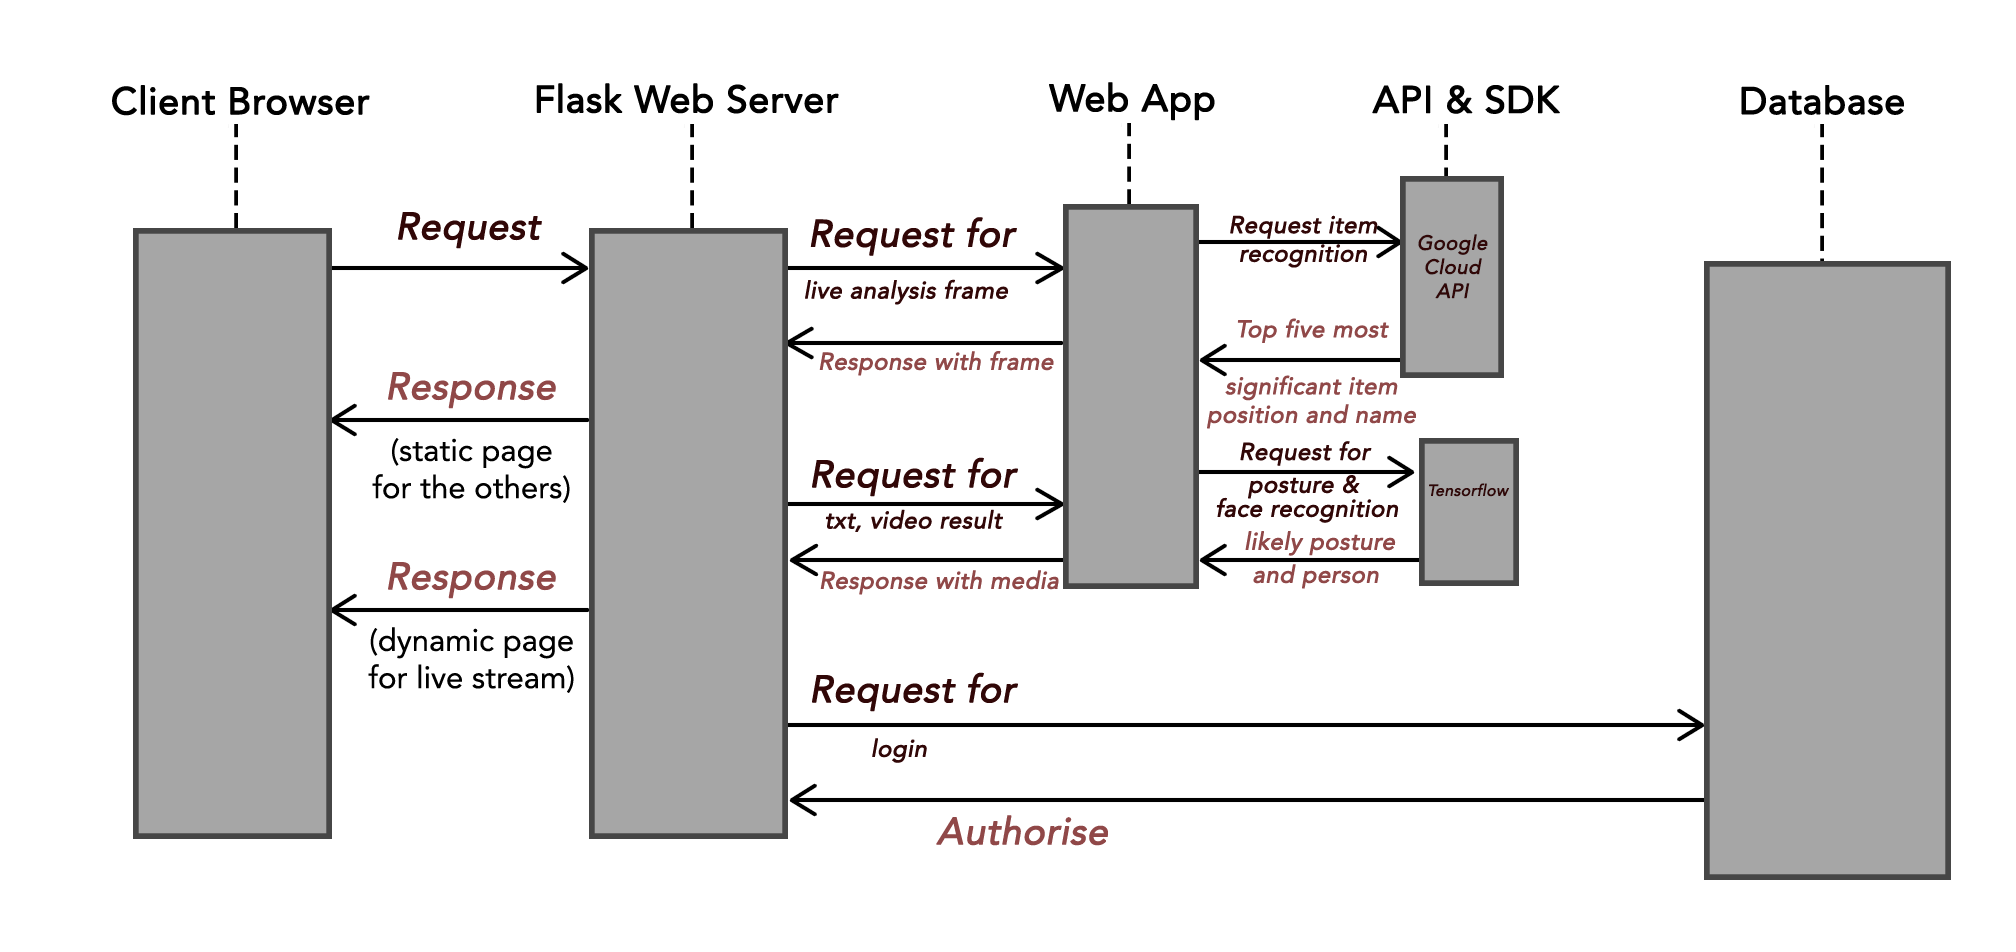 Client Browser
Flask Web Server
Web App
API & SDK
Database
Request
Request for
live analysis frame
Request item
recognition
Google
Cloud
API
Response with frame
Top five most
significant item
position and name
Response
(static page
for the others)
Request for
txt, video result
Request for
posture &
face recognition
Tensorflow
Response with media
likely posture
and person
Response
(dynamic page
for live stream)
Request for
login
Authorise